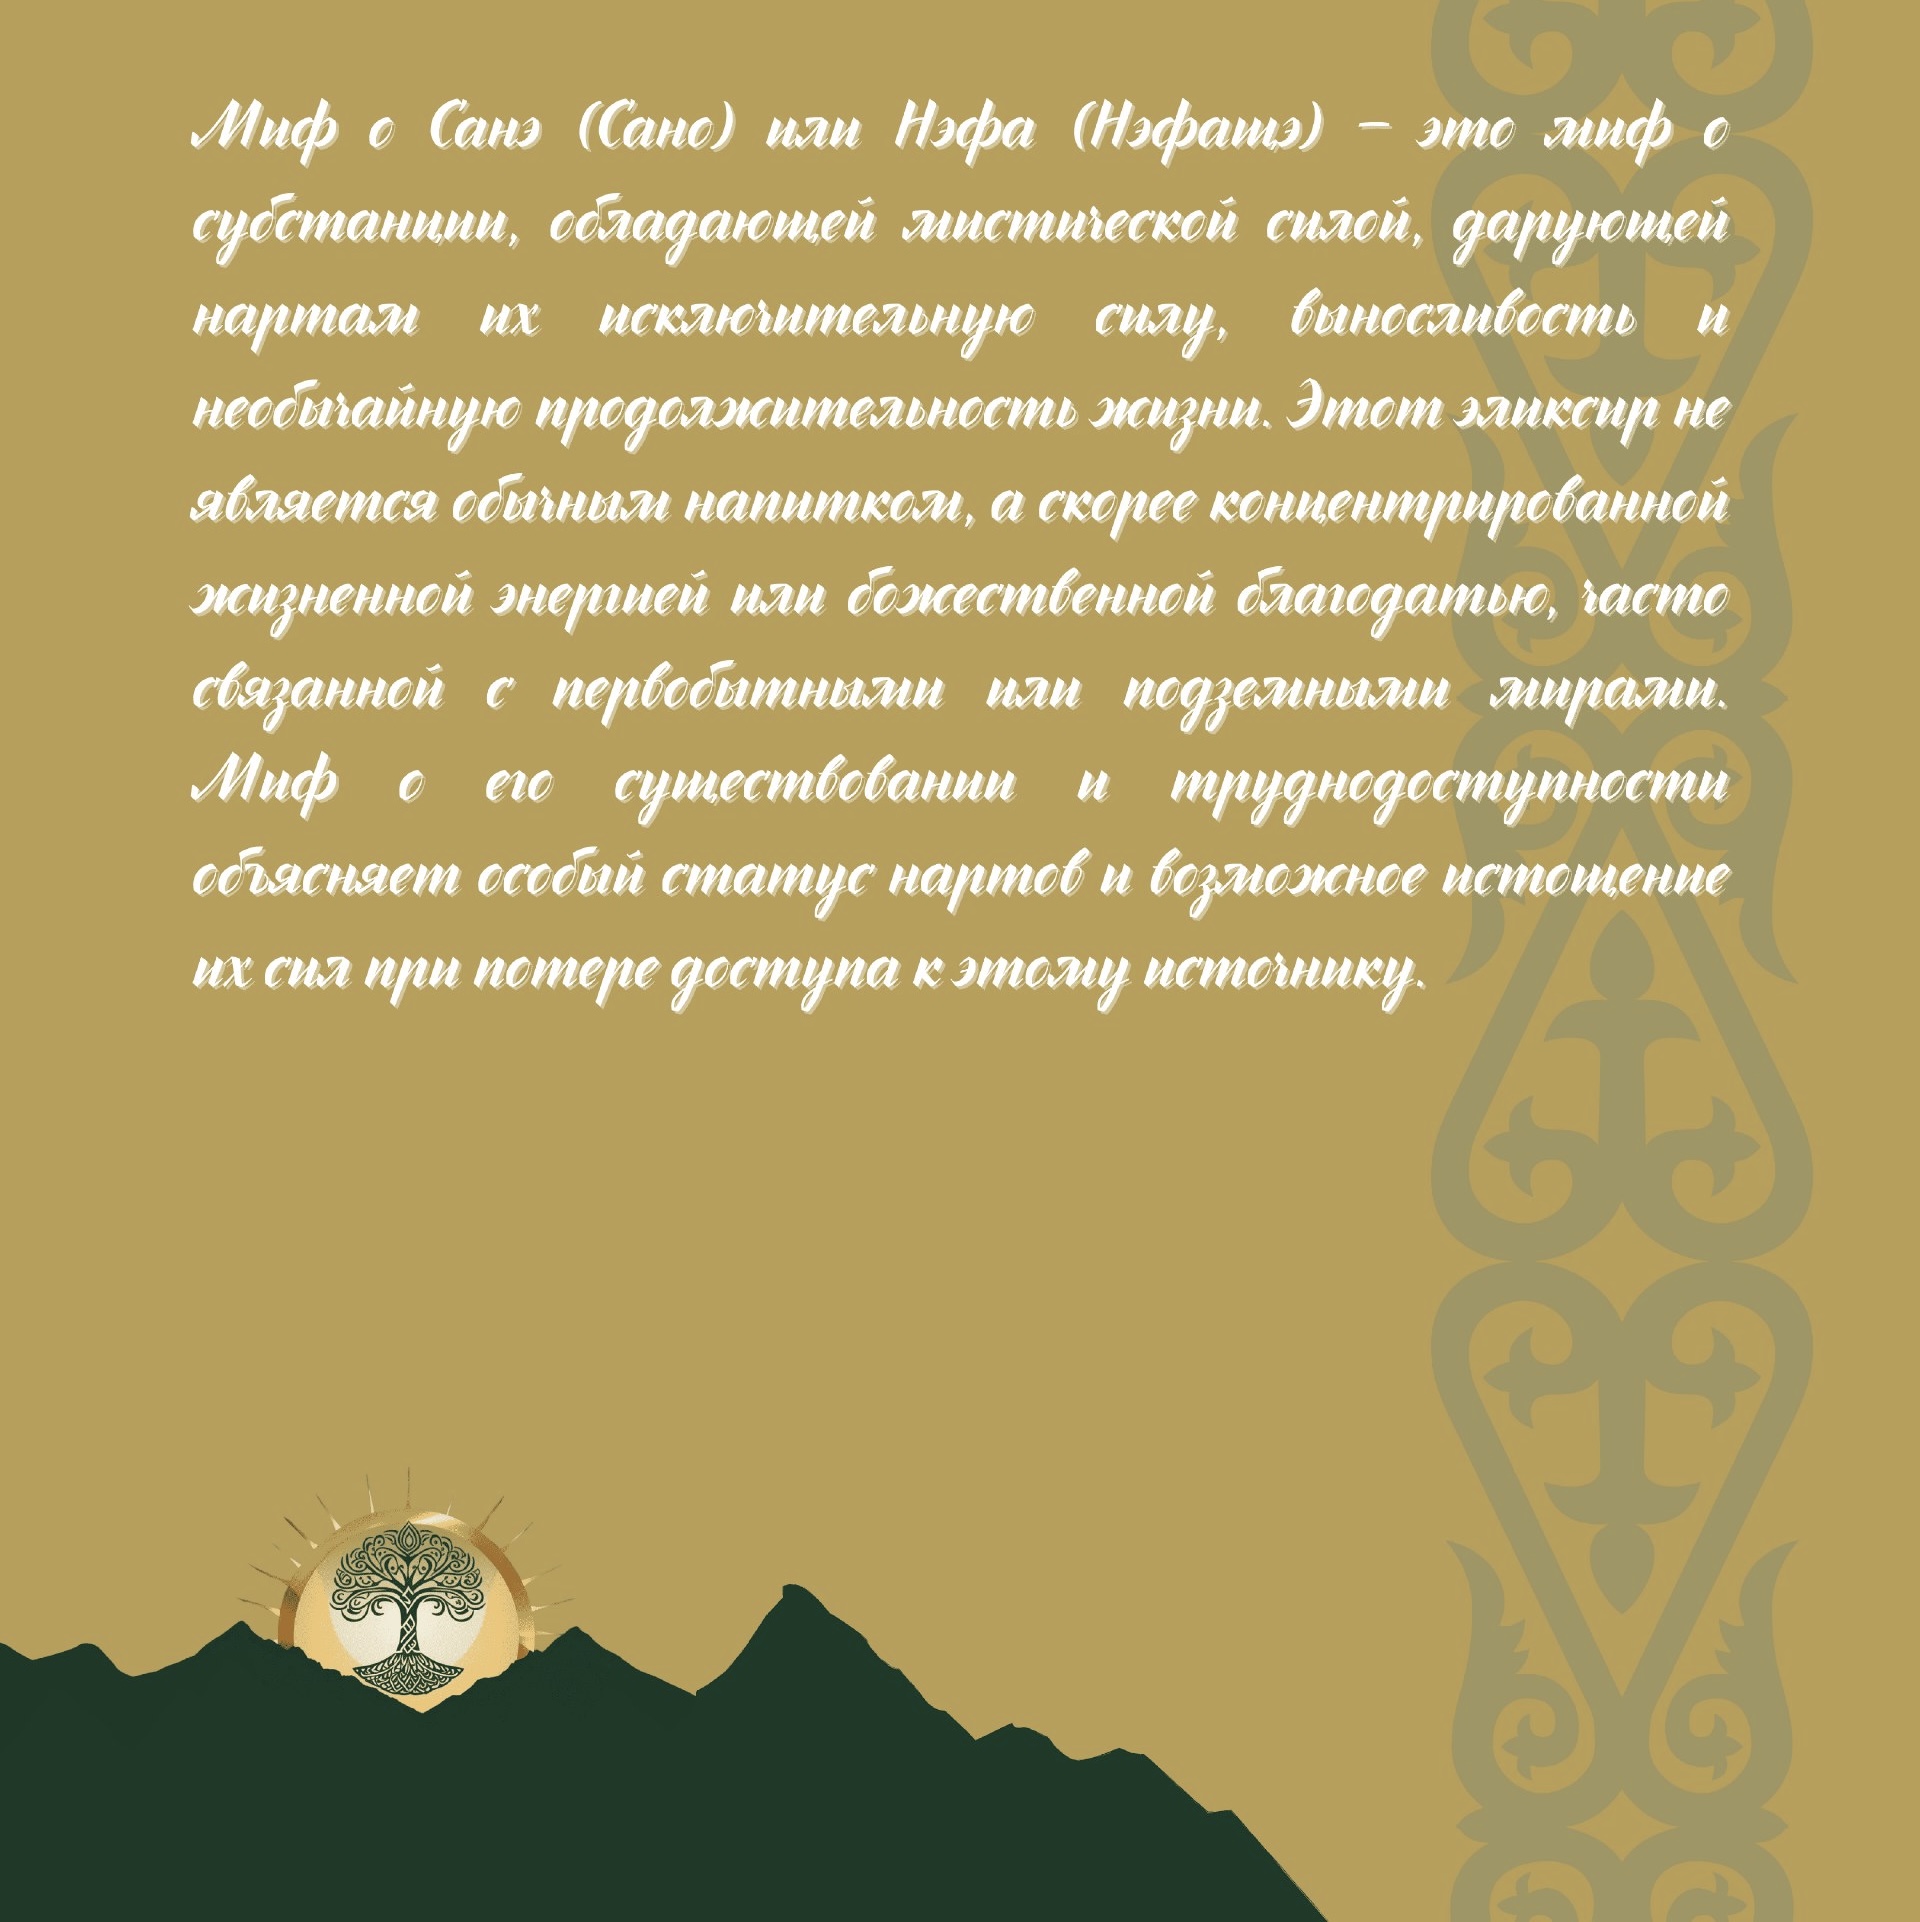 Миф о Санэ (Сано) или Нэфа (Нэфатэ) – это миф о
субстанции, обладающей мистической силой, дарующей
нартам их исключительную силу, выносливость и
необычайную продолжительность жизни. Этот эликсир не
является обычным напитком, а скорее концентрированной
жизненной энергией или божественной благодатью, часто
связанной с первобытными или подземными мирами.
Миф о его существовании и труднодоступности
объясняет особый статус нартов и возможное истощение
их сил при потере доступа к этому источнику.